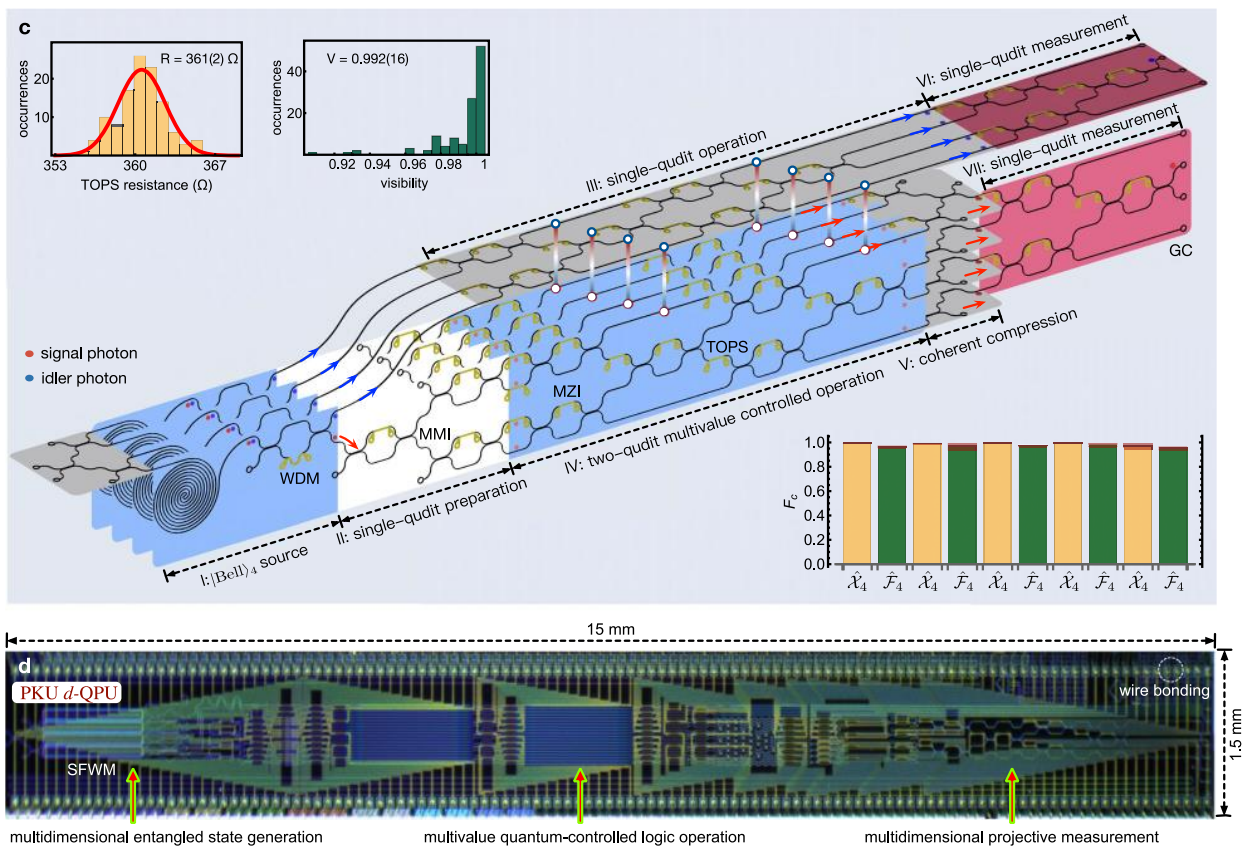 c
R = 361(2) Ω
occurrences
20
10
353
360
367
TOPS resistance (Ω)
V = 0.992(16)
occurrences
40
20
0.92
0.94
0.96
0.98
1
visibility
VI: single-qudit measurement
III: single-qudit operation
VII: single-qudit measurement
GC
signal photon
idler photon
TOPS
MZI
MMI
WDM
V: coherent compression
IV: two-qudit multivalue controlled operation
II: single-qudit preparation
I:|Bell⟩₄ source
F_c
1.0
0.8
0.6
0.4
0.2
0.0
𝒳̂₄ ℱ̂₄ 𝒳̂₄ ℱ̂₄ 𝒳̂₄ ℱ̂₄ 𝒳̂₄ ℱ̂₄ 𝒳̂₄ ℱ̂₄
15 mm
d
PKU d-QPU
wire bonding
1.5 mm
SFWM
multidimensional entangled state generation
multivalue quantum-controlled logic operation
multidimensional projective measurement